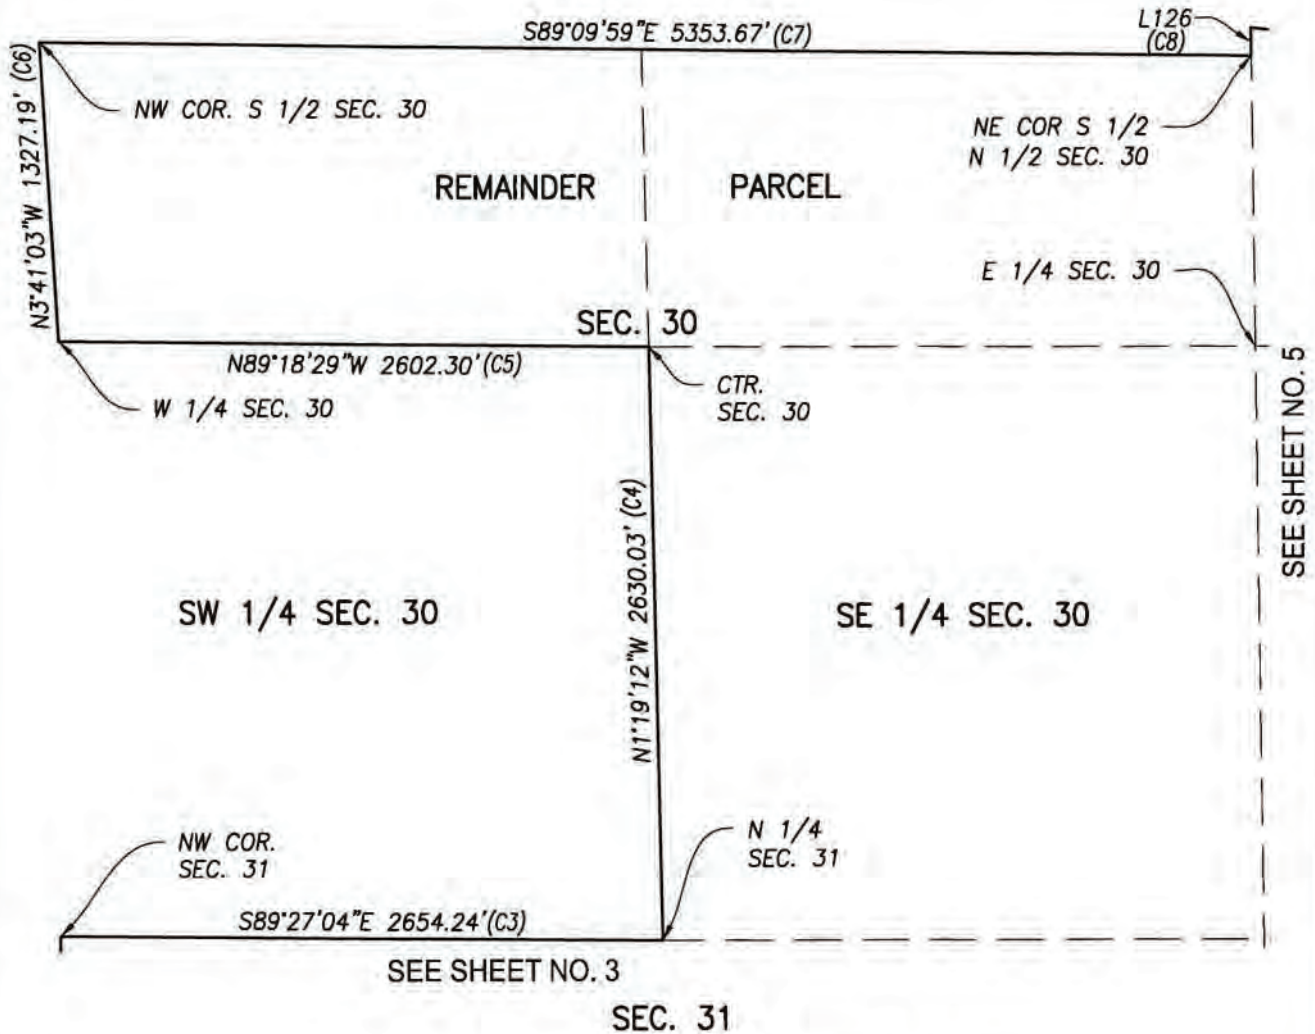 S89°09'59"E 5353.67' (C7)
L126
(C8)
N3°41'03"W 1327.19' (C6)
NW COR. S 1/2 SEC. 30
NE COR S 1/2
N 1/2 SEC. 30
REMAINDER PARCEL
E 1/4 SEC. 30
SEC. 30
N89°18'29"W 2602.30' (C5)
W 1/4 SEC. 30
CTR.
SEC. 30
SEE SHEET NO. 5
N1°19'12"W 2630.03' (C4)
SW 1/4 SEC. 30
SE 1/4 SEC. 30
NW COR.
SEC. 31
N 1/4
SEC. 31
S89°27'04"E 2654.24' (C3)
SEE SHEET NO. 3
SEC. 31